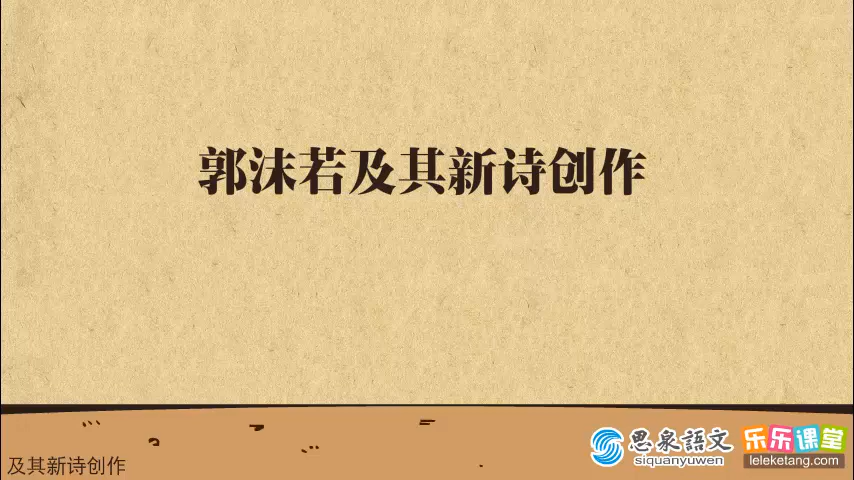 郭沫若及其新诗创作
思泉語文
siquanyuwen
乐乐课堂
leleketang.com
及其新诗创作